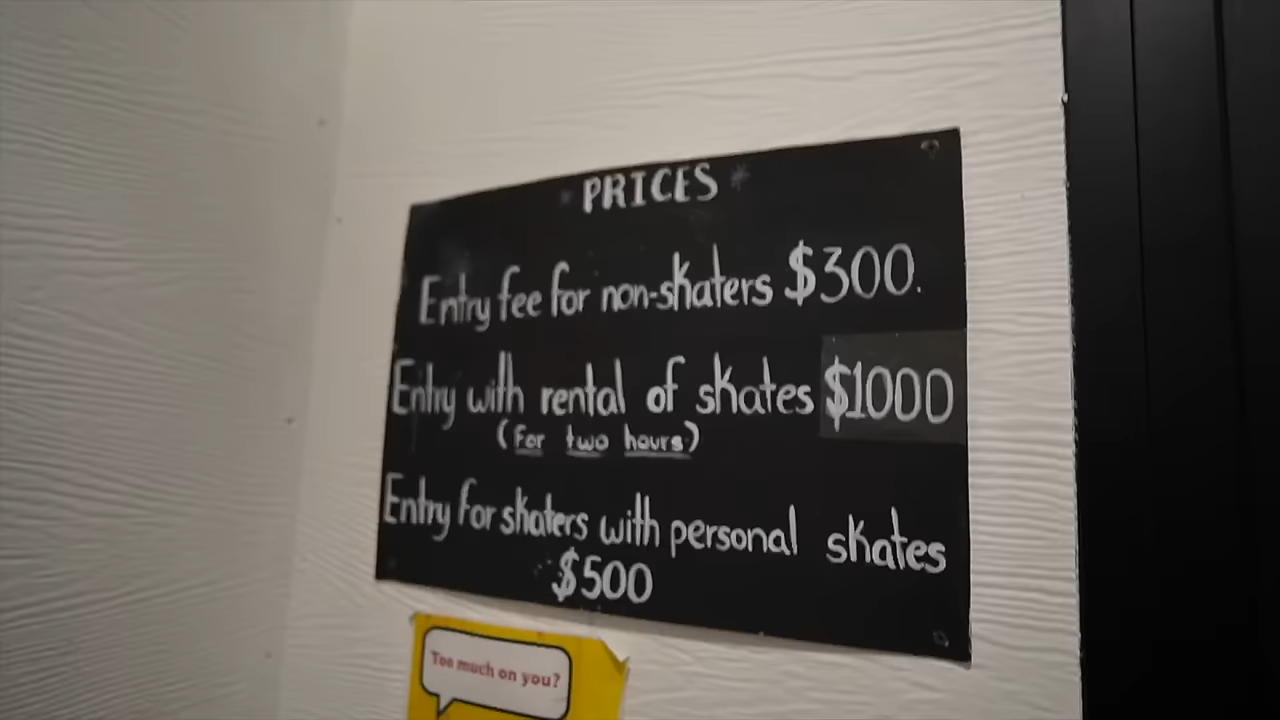 PRICES
Entry fee for non-skaters $300.
Entry with rental of skates $1000
(For two hours)
Entry for skaters with personal skates
$500
Too much on you?